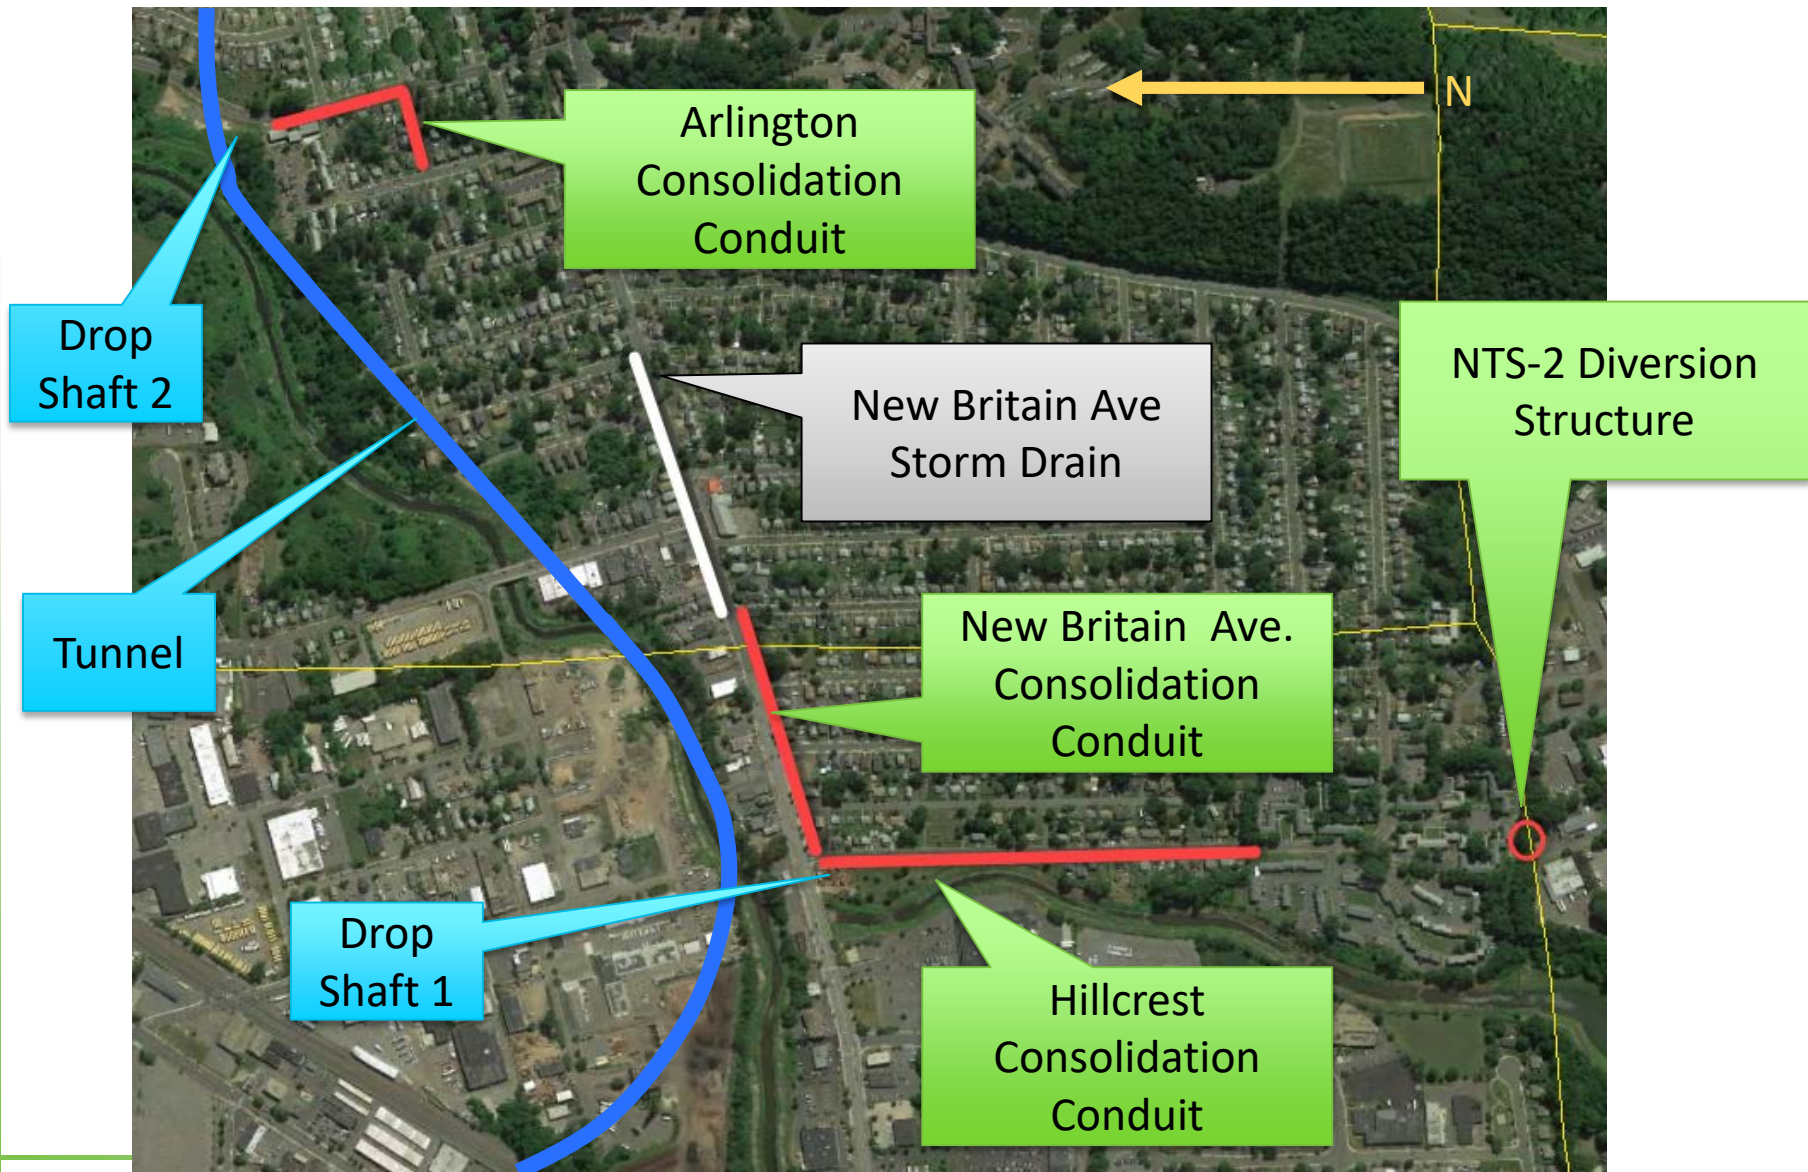 N
Arlington
Consolidation
Conduit
Drop
Shaft 2
New Britain Ave
Storm Drain
NTS-2 Diversion
Structure
Tunnel
New Britain  Ave.
Consolidation
Conduit
Drop
Shaft 1
Hillcrest
Consolidation
Conduit